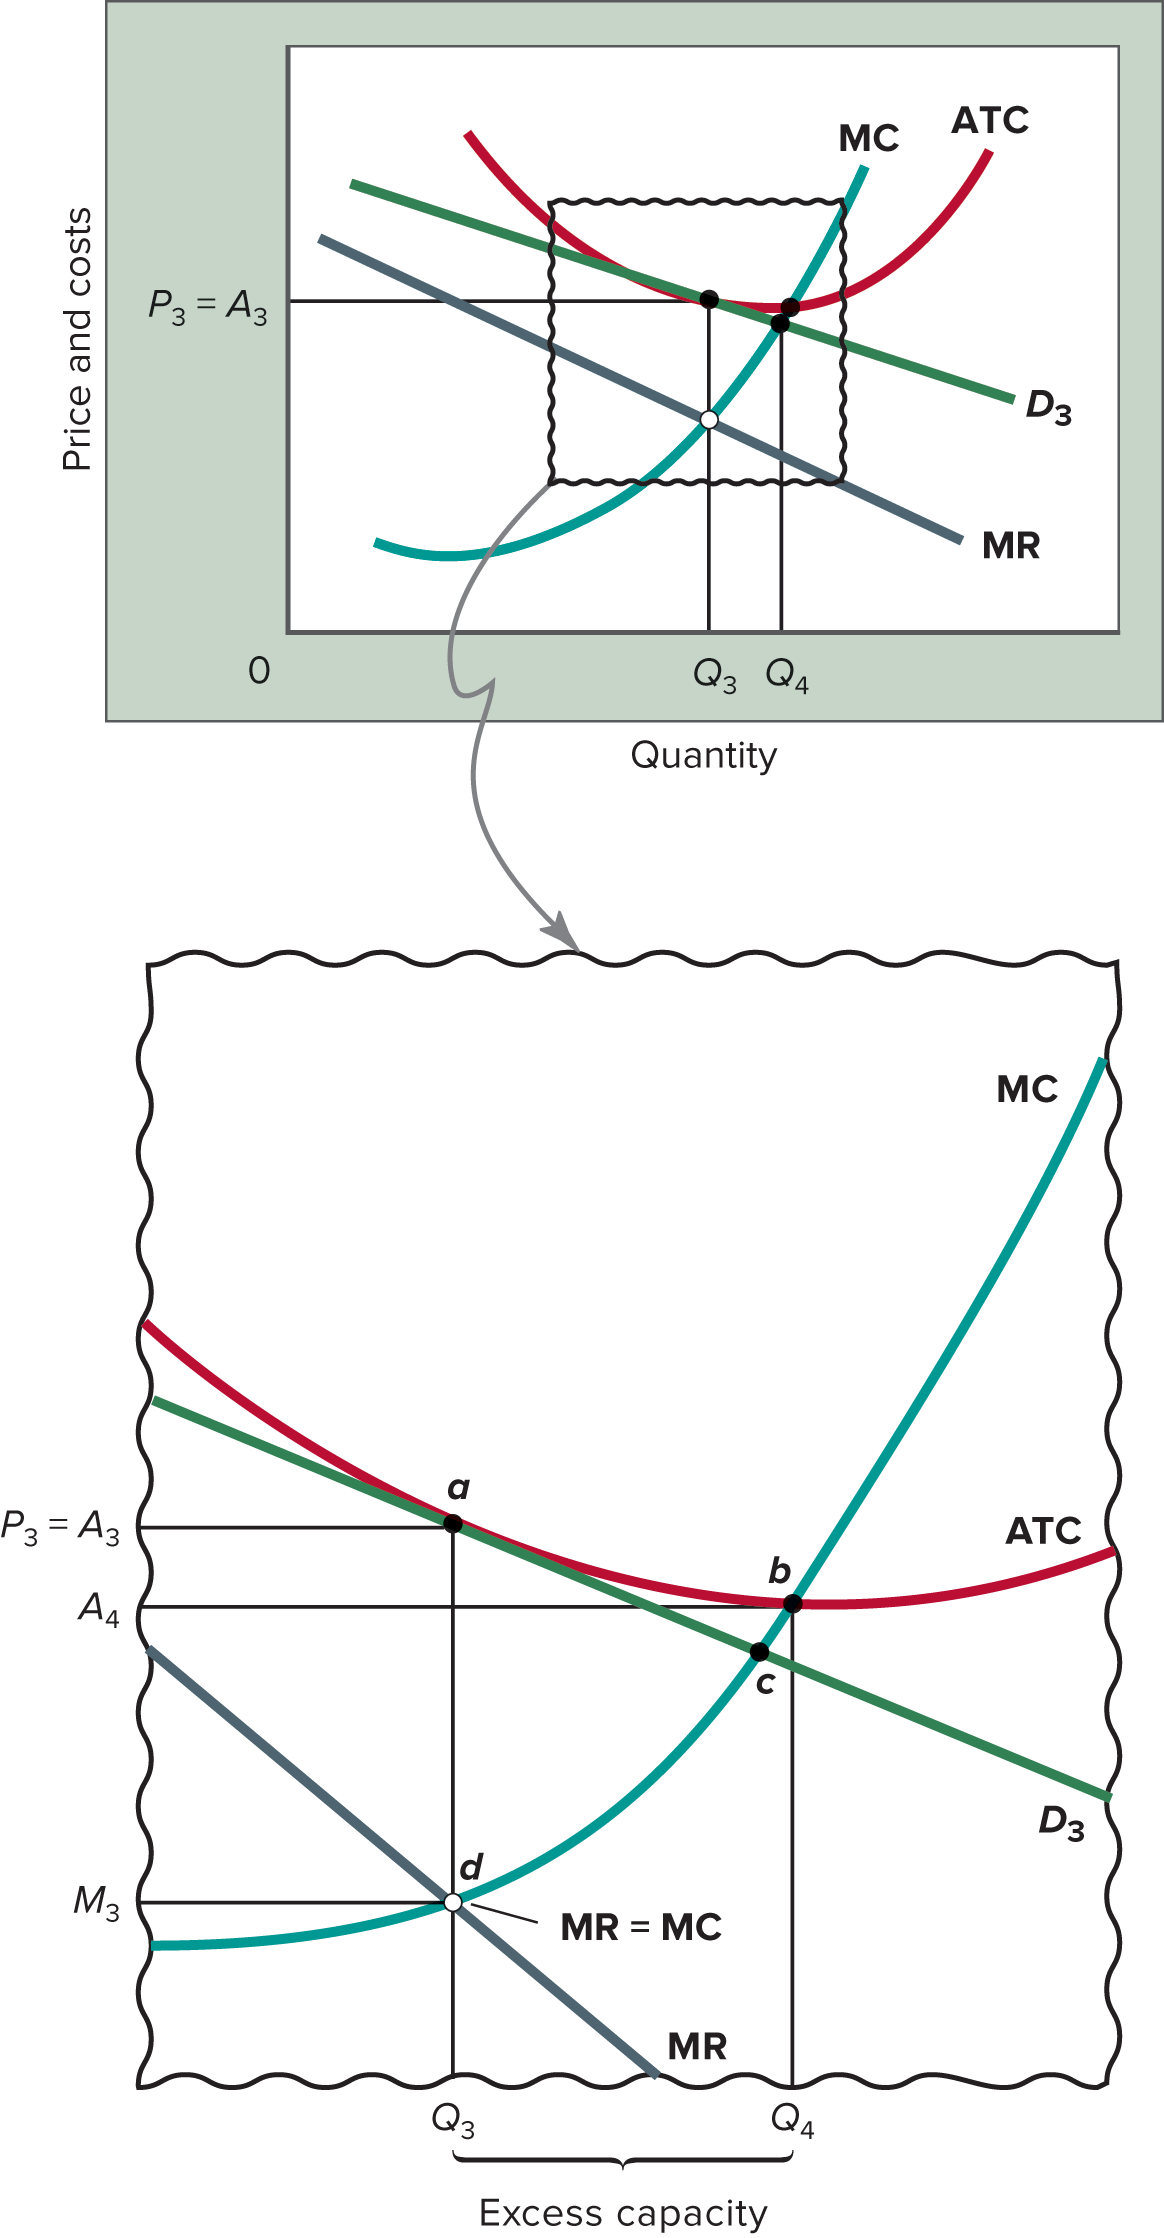 MC
ATC
Price and costs
P3 = A3
D3
MR
0
Q3 Q4
Quantity
MC
a
P3 = A3
ATC
b
A4
c
D3
d
M3
MR = MC
MR
Q3 Q4
Excess capacity